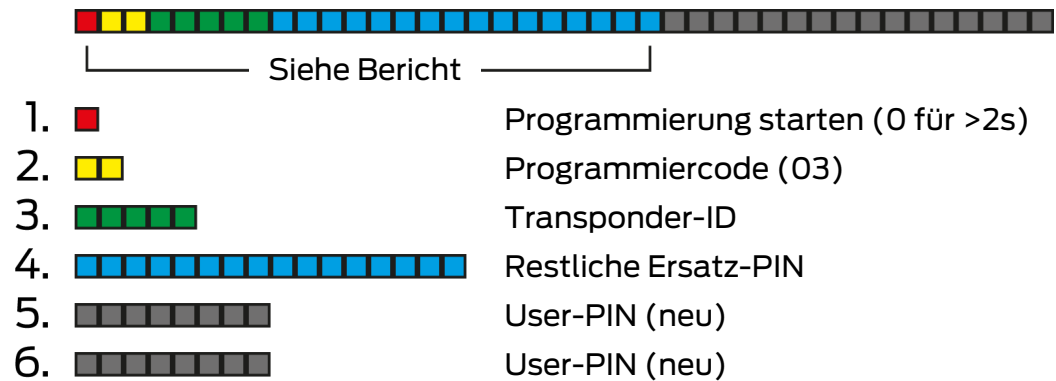 Siehe Bericht
1. Programmierung starten (0 für >2s)
2. Programmiercode (03)
3. Transponder-ID
4. Restliche Ersatz-PIN
5. User-PIN (neu)
6. User-PIN (neu)